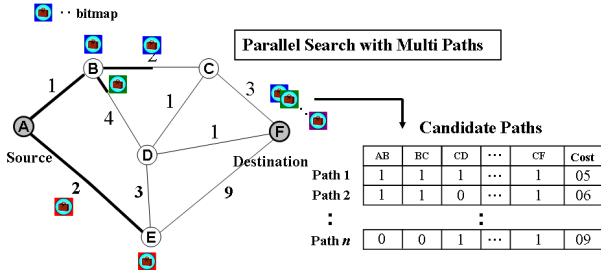 ·· bitmap
Parallel Search with Multi Paths
B
2
C
1
4
1
3
A
Source
1
F
D
Destination
2
3
9
E
Candidate Paths
AB BC CD ··· CF Cost
Path 1 1 1 1 ··· 1 05
Path 2 1 1 0 ··· 1 06
: :
Path n 0 0 1 ··· 1 09